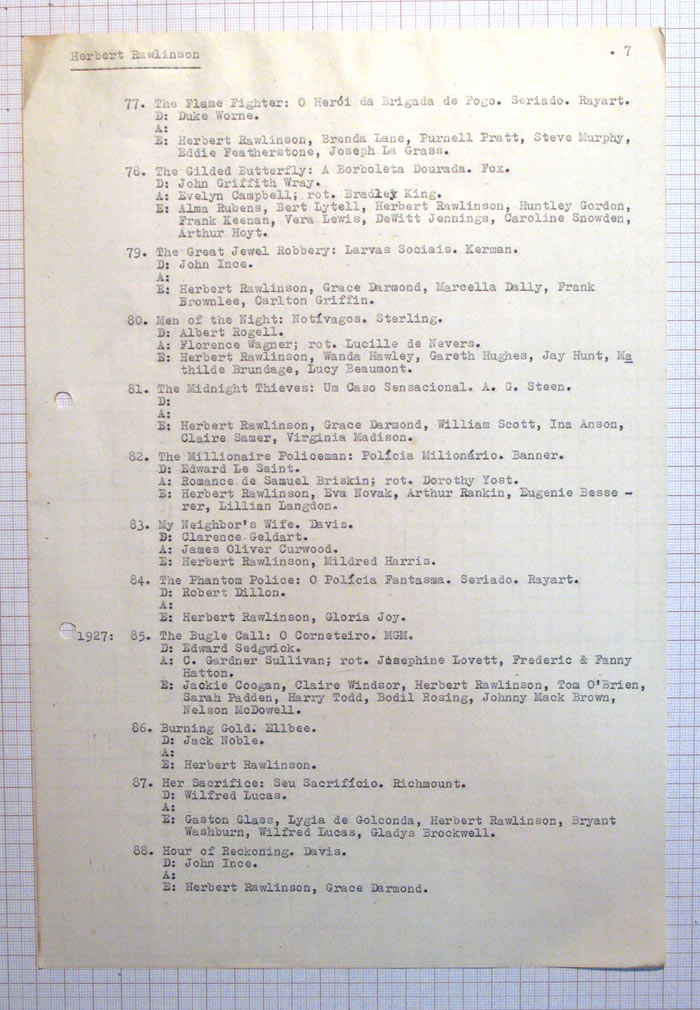 Herbert Rawlinson . 7
77. The Flame Fighter: O Herói da Brigada de Fogo. Seriado. Rayart.
D: Duke Worne.
A:
E: Herbert Rawlinson, Brenda Lane, Purnell Pratt, Steve Murphy,
Eddie Featherstone, Joseph La Grass.
78. The Gilded Butterfly: A Borboleta Dourada. Fox.
D: John Griffith Wray.
A: Evelyn Campbell; rot. Bradley King.
E: Alma Rubens, Bert Lytell, Herbert Rawlinson, Huntley Gordon,
Frank Keenan, Vera Lewis, DeWitt Jennings, Caroline Snowden,
Arthur Hoyt.
79. The Great Jewel Robbery: Larvas Sociais. Kerman.
D: John Ince.
A:
E: Herbert Rawlinson, Grace Darmond, Marcella Dally, Frank
Brownlee, Carlton Griffin.
80. Men of the Night: Notívagos. Sterling.
D: Albert Rogell.
A: Florence Wagner; rot. Lucille de Nevers.
E: Herbert Rawlinson, Wanda Hawley, Gareth Hughes, Jay Hunt, Ma
thilde Brundage, Lucy Beaumont.
81. The Midnight Thieves: Um Caso Sensacional. A. G. Steen.
D:
A:
E: Herbert Rawlinson, Grace Darmond, William Scott, Ina Anson,
Claire Samer, Virginia Madison.
82. The Millionaire Policeman: Polícia Milionário. Banner.
D: Edward Le Saint.
A: Romance de Samuel Briskin; rot. Dorothy Yost.
E: Herbert Rawlinson, Eva Novak, Arthur Rankin, Eugenie Besse -
rer, Lillian Langdon.
83. My Neighbor's Wife. Davis.
D: Clarence Geldart.
A: James Oliver Curwood.
E: Herbert Rawlinson, Mildred Harris.
84. The Phantom Police: O Polícia Fantasma. Seriado. Rayart.
D: Robert Dillon.
A:
E: Herbert Rawlinson, Gloria Joy.
1927: 85. The Bugle Call: O Corneteiro. MGM.
D: Edward Sedgwick.
A: C. Gardner Sullivan; rot. Josephine Lovett, Frederic & Fanny
Hatton.
E: Jackie Coogan, Claire Windsor, Herbert Rawlinson, Tom O'Brien,
Sarah Padden, Harry Todd, Bodil Rosing, Johnny Mack Brown,
Nelson McDowell.
86. Burning Gold. Ellbee.
D: Jack Noble.
A:
E: Herbert Rawlinson.
87. Her Sacrifice: Seu Sacrifício. Richmount.
D: Wilfred Lucas.
A:
E: Gaston Glass, Lygia de Golconda, Herbert Rawlinson, Bryant
Washburn, Wilfred Lucas, Gladys Brockwell.
88. Hour of Reckoning. Davis.
D: John Ince.
A:
E: Herbert Rawlinson, Grace Darmond.